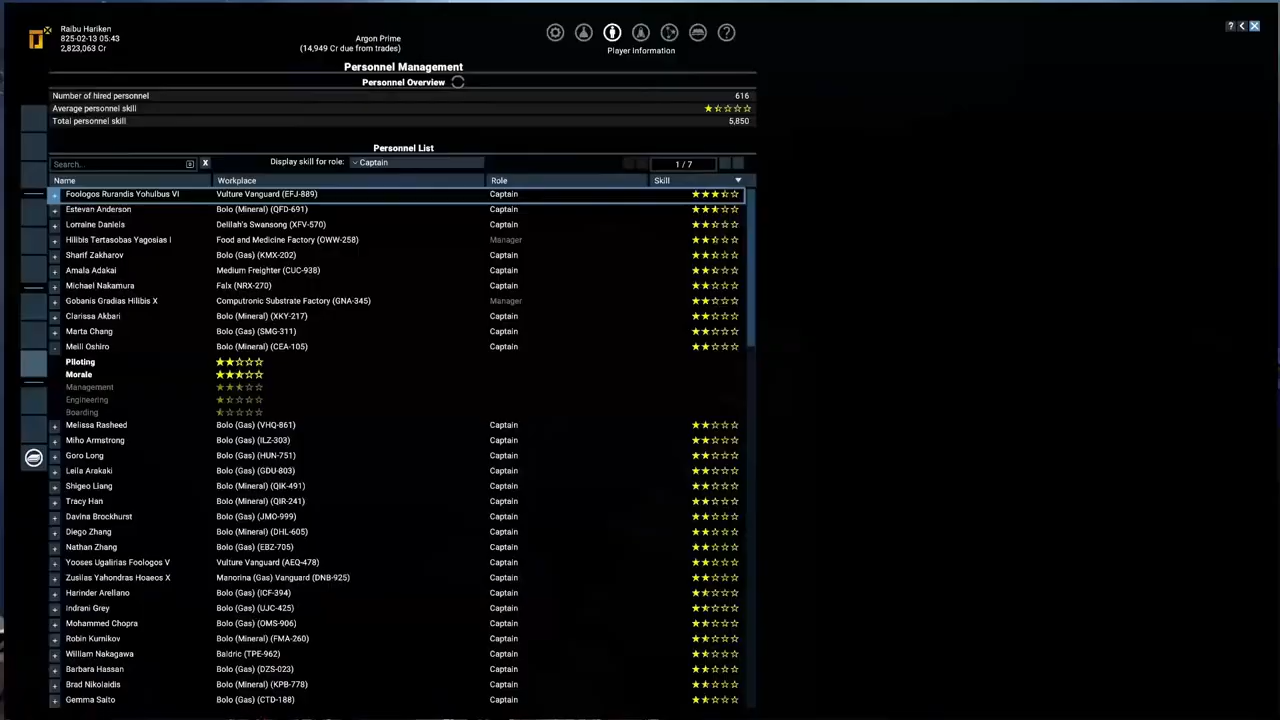 Raibu Hariken
825-02-13 05:43
2,823,063 Cr
Argon Prime
(14,949 Cr due from trades)
Player Information
Personnel Management
Personnel Overview
Number of hired personnel 616
Average personnel skill
Total personnel skill 5,850
Personnel List
Search... X Display skill for role: Captain 1 / 7
Name Workplace Role Skill
Foologos Rurandis Yohulbus VI Vulture Vanguard (EFJ-889) Captain
Estevan Anderson Bolo (Mineral) (QFD-691) Captain
Lorraine Daniels Delilah's Swansong (XFV-570) Captain
Hilibis Tertasobas Yagosias I Food and Medicine Factory (OWW-258) Manager
Sharif Zakharov Bolo (Gas) (KMX-202) Captain
Amala Adakai Medium Freighter (CUC-938) Captain
Michael Nakamura Falx (NRX-270) Captain
Gobanis Gradias Hilibis X Computronic Substrate Factory (GNA-345) Manager
Clarissa Akbari Bolo (Mineral) (XKY-217) Captain
Marta Chang Bolo (Gas) (SMG-311) Captain
Meill Oshiro Bolo (Mineral) (CEA-105) Captain
Piloting
Morale
Management
Engineering
Boarding
Melissa Rasheed Bolo (Gas) (VHQ-861) Captain
Miho Armstrong Bolo (Gas) (ILZ-303) Captain
Goro Long Bolo (Gas) (HUN-751) Captain
Leila Arakaki Bolo (Gas) (GDU-803) Captain
Shigeo Liang Bolo (Mineral) (QIK-491) Captain
Tracy Han Bolo (Mineral) (QIR-241) Captain
Davina Brockhurst Bolo (Gas) (JMO-999) Captain
Diego Zhang Bolo (Mineral) (DHL-605) Captain
Nathan Zhang Bolo (Gas) (EBZ-705) Captain
Yooses Ugalirias Foologos V Vulture Vanguard (AEQ-478) Captain
Zusilas Yahondras Hoaeos X Manorina (Gas) Vanguard (DNB-925) Captain
Harinder Arellano Bolo (Gas) (ICF-394) Captain
Indrani Grey Bolo (Gas) (UJC-425) Captain
Mohammed Chopra Bolo (Gas) (OMS-906) Captain
Robin Kurnikov Bolo (Mineral) (FMA-260) Captain
William Nakagawa Baldric (TPE-962) Captain
Barbara Hassan Bolo (Gas) (DZS-023) Captain
Brad Nikolaidis Bolo (Mineral) (KPB-778) Captain
Gemma Saito Bolo (Gas) (CTD-188) Captain